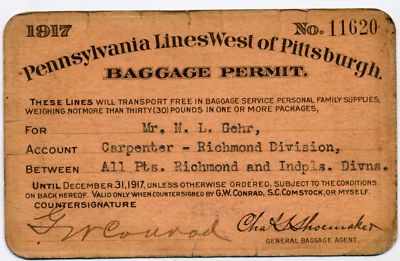 1917 No. 11620
Pennsylvania Lines West of Pittsburgh.
BAGGAGE PERMIT.
THESE LINES WILL TRANSPORT FREE IN BAGGAGE SERVICE PERSONAL FAMILY SUPPLIES,
WEIGHING NOT MORE THAN THIRTY (30) POUNDS IN ONE OR MORE PACKAGES,
FOR Mr. N. L. Gehr,
ACCOUNT Carpenter - Richmond Division,
BETWEEN All Pts. Richmond and Indpls. Divns.
UNTIL DECEMBER 31, 1917, UNLESS OTHERWISE ORDERED, SUBJECT TO THE CONDITIONS
ON BACK HEREOF. VALID ONLY WHEN COUNTERSIGNED BY G.W. CONRAD, S.C. COMSTOCK, OR MYSELF.
COUNTERSIGNATURE
G W Conrad Chas L Shoemaker
GENERAL BAGGAGE AGENT.